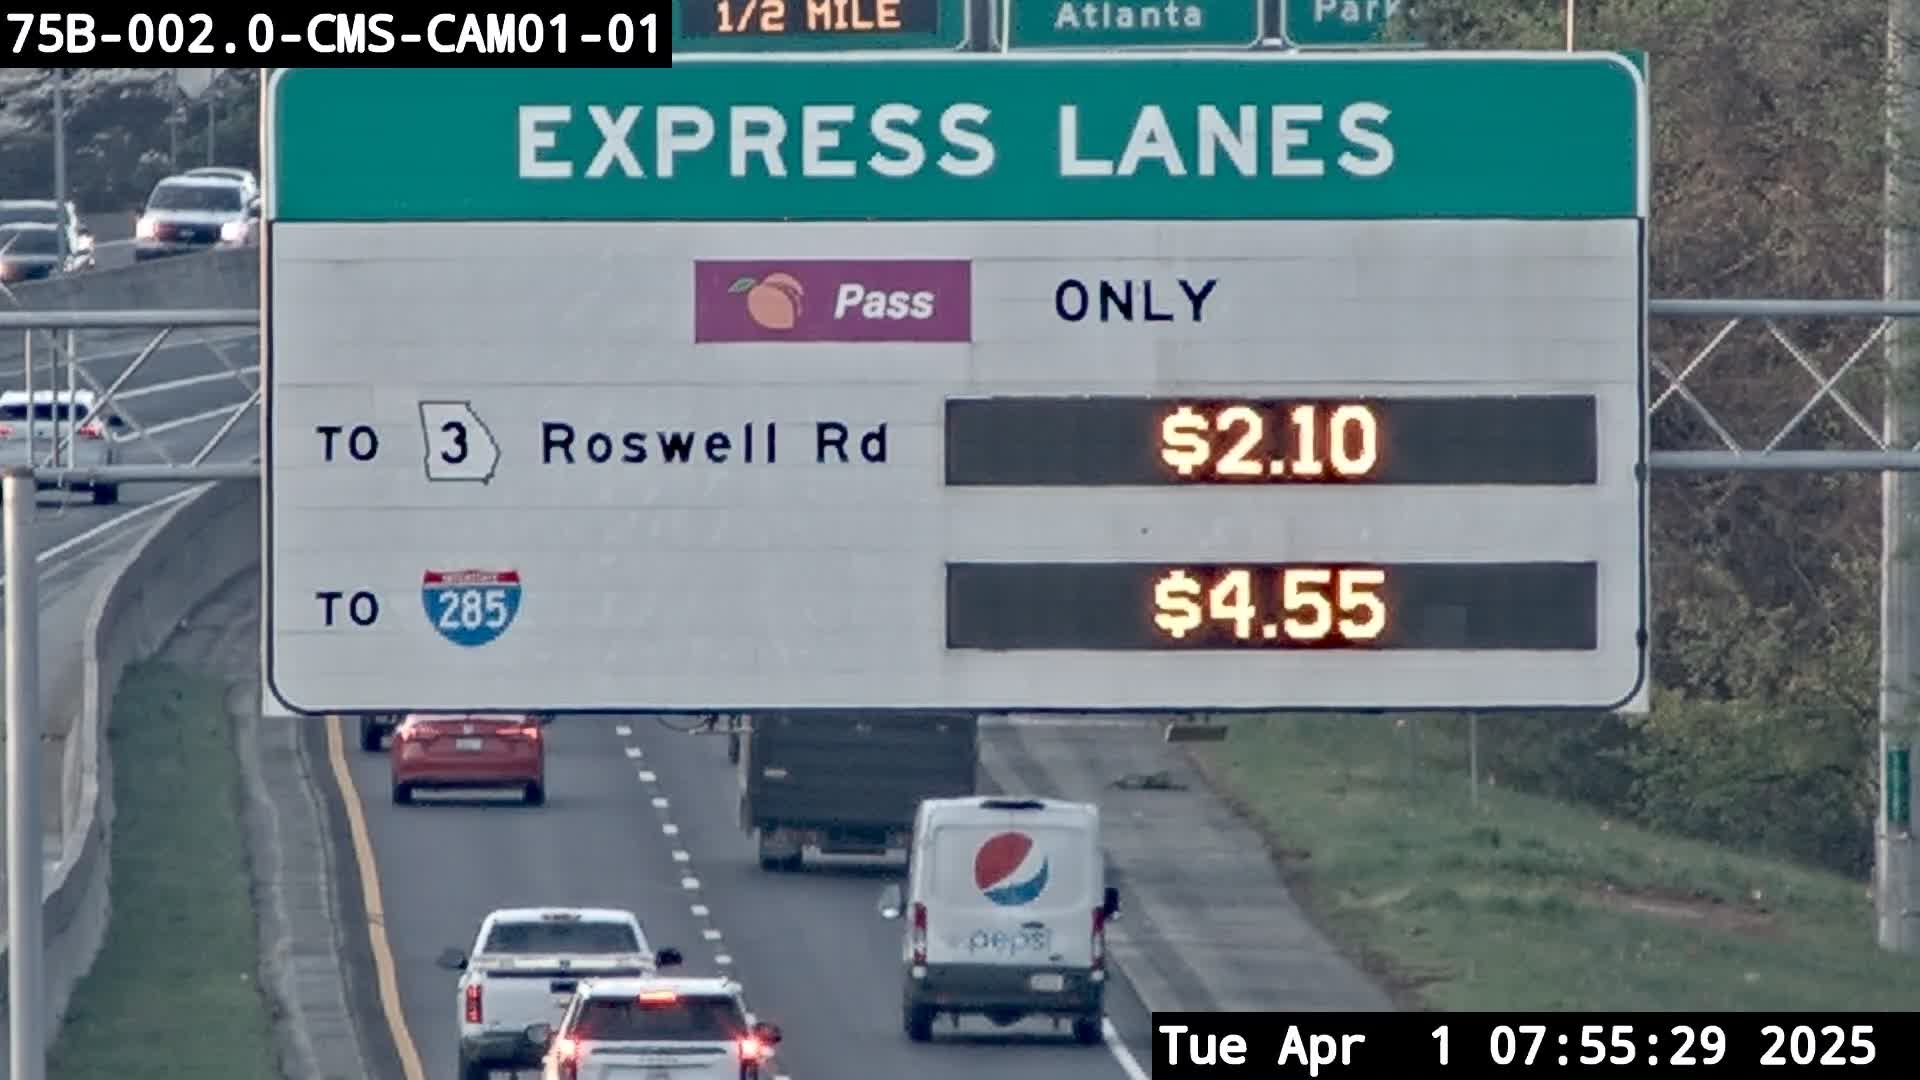 75B-002.0-CMS-CAM01-01
1/2 MILE
Atlanta
Park
EXPRESS LANES
Pass ONLY
TO 3 Roswell Rd $2.10
TO 285 $4.55
pepsi
Tue Apr 1 07:55:29 2025